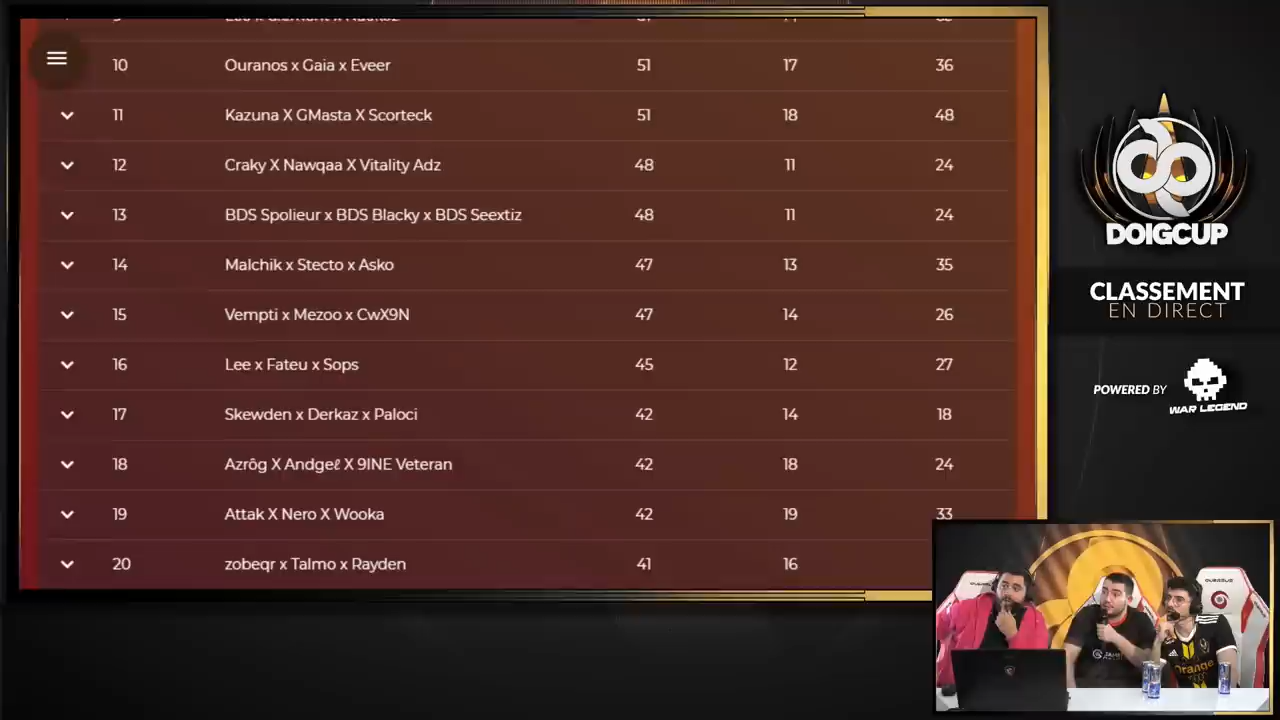 10 Ouranos x Gaia x Eveer 51 17 36
11 Kazuna X GMasta X Scorteck 51 18 48
12 Craky X Nawqaa X Vitality Adz 48 11 24
13 BDS Spolieur x BDS Blacky x BDS Seextiz 48 11 24
14 Malchik x Stecto x Asko 47 13 35
15 Vempti x Mezoo x CwX9N 47 14 26
16 Lee x Fateu x Sops 45 12 27
17 Skewden x Derkaz x Paloci 42 14 18
18 Azrôg X Andgeℓ X 9INE Veteran 42 18 24
19 Attak X Nero X Wooka 42 19 33
20 zobeqr x Talmo x Rayden 41 16
DOIGCUP
CLASSEMENT
EN DIRECT
POWERED BY
WAR LEGEND
Orange